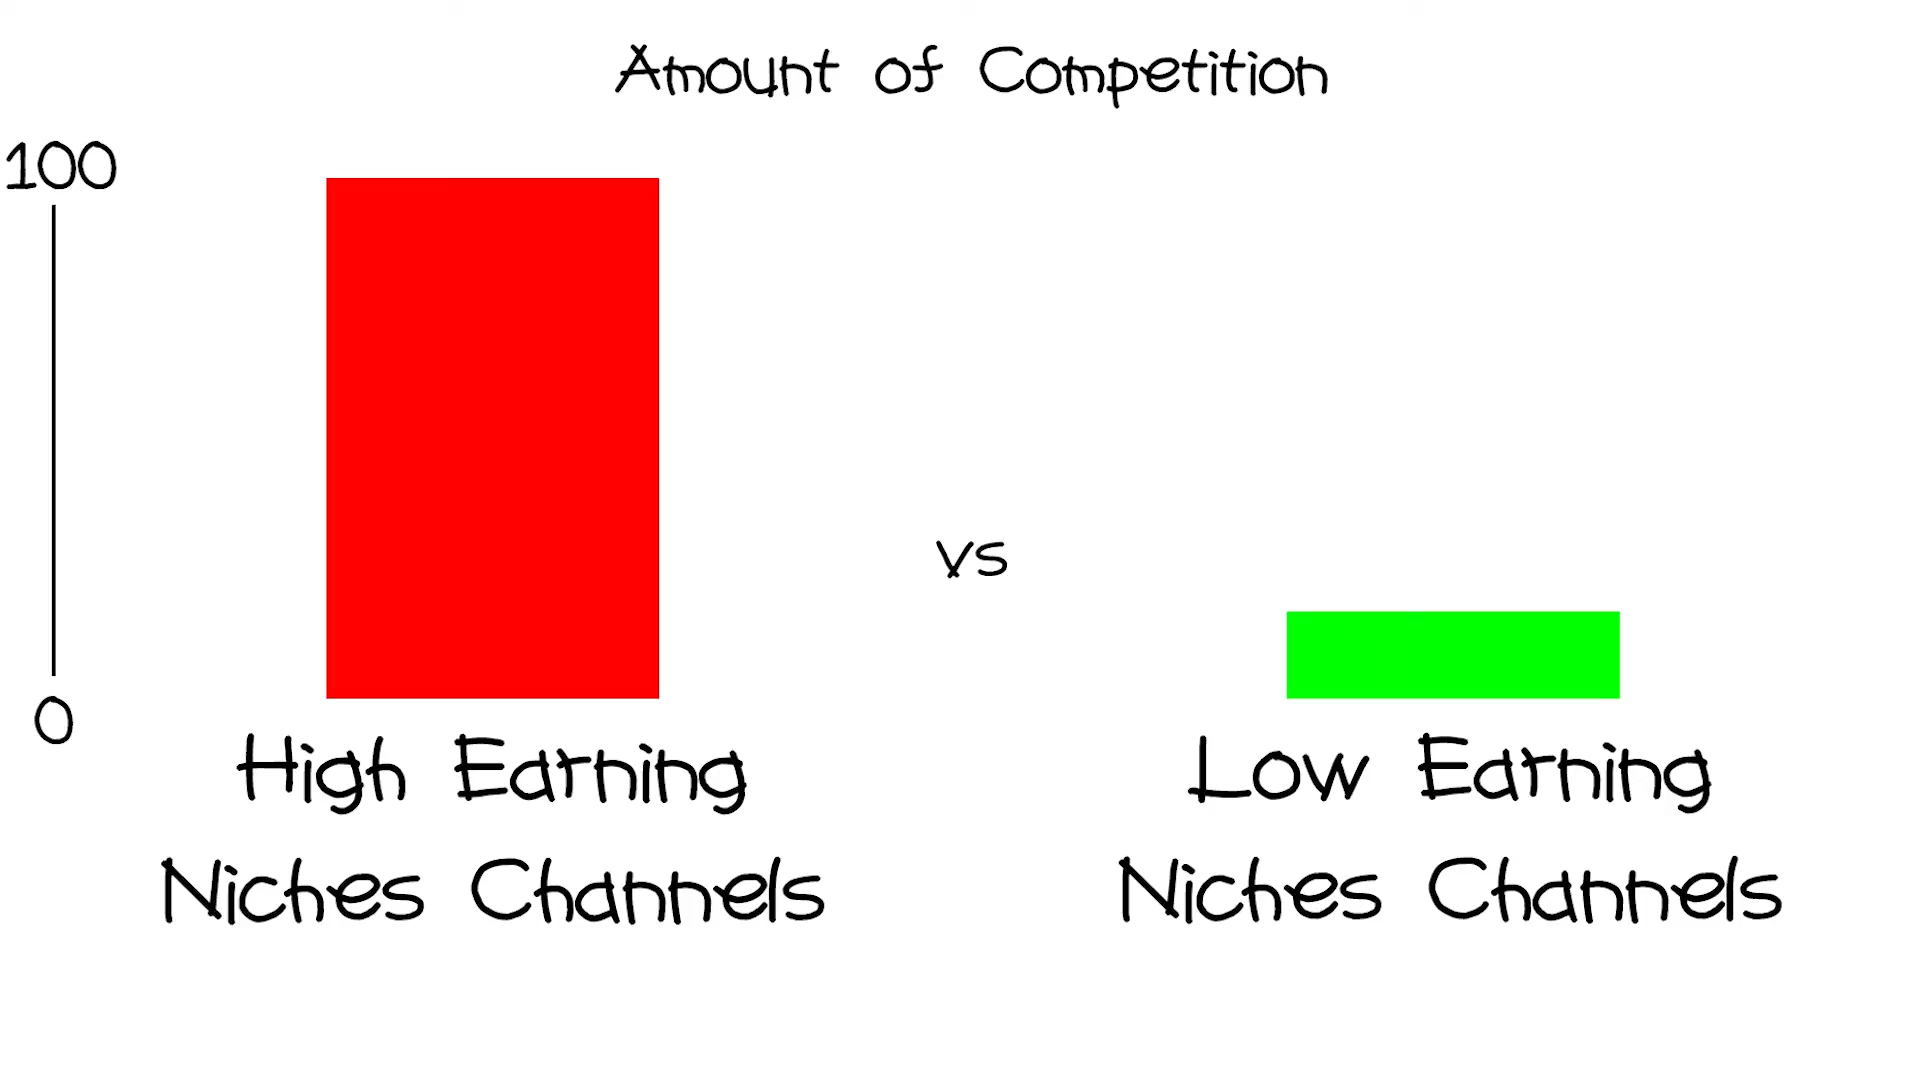 Amount of Competition
100
0
vs
High Earning
Niches Channels
Low Earning
Niches Channels